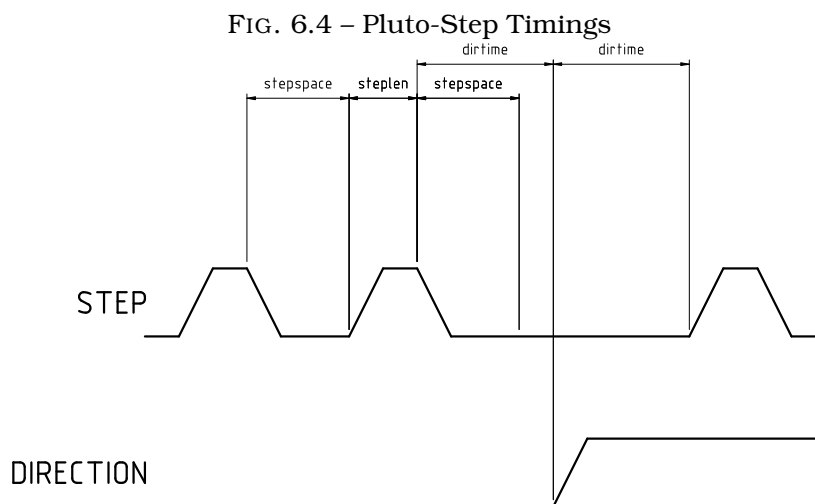 FIG. 6.4 – Pluto-Step Timings
dirtime dirtime
stepspace steplen stepspace
STEP
DIRECTION